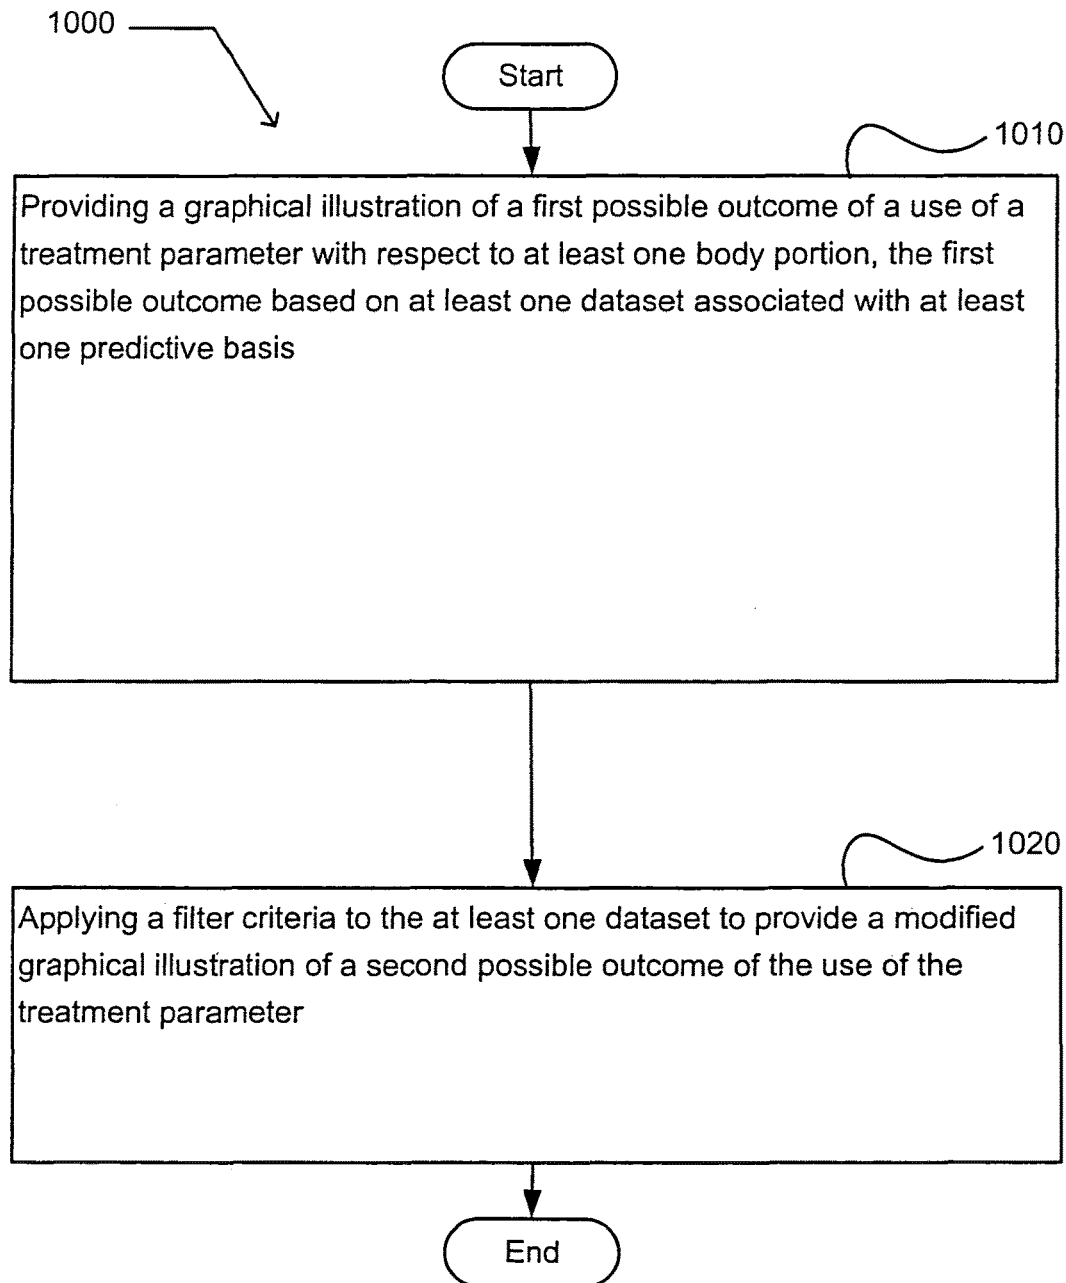 1000
Start
1010
Providing a graphical illustration of a first possible outcome of a use of a
treatment parameter with respect to at least one body portion, the first
possible outcome based on at least one dataset associated with at least
one predictive basis
1020
Applying a filter criteria to the at least one dataset to provide a modified
graphical illustration of a second possible outcome of the use of the
treatment parameter
End